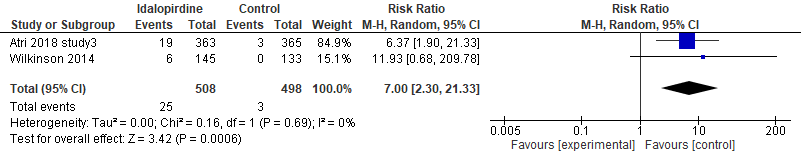 Idalopirdine Control Risk Ratio Risk Ratio
Study or Subgroup Events Total Events Total Weight M-H, Random, 95% CI M-H, Random, 95% CI
Atri 2018 study3 19 363 3 365 84.9% 6.37 [1.90, 21.33]
Wilkinson 2014 6 145 0 133 15.1% 11.93 [0.68, 209.78]
Total (95% CI) 508 498 100.0% 7.00 [2.30, 21.33]
Total events 25 3
Heterogeneity: Tau² = 0.00; Chi² = 0.16, df = 1 (P = 0.69); I² = 0%
Test for overall effect: Z = 3.42 (P = 0.0006)
0.005 0.1 1 10 200
Favours [experimental] Favours [control]